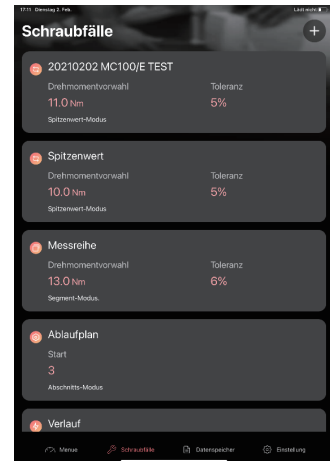 17:11 Dienstag 2. Feb.
Lädt nicht
Schraubfälle
+
20210202 MC100/E TEST
Drehmomentvorwahl Toleranz
11.0 Nm 5%
Spitzenwert-Modus
Spitzenwert
Drehmomentvorwahl Toleranz
10.0 Nm 5%
Spitzenwert-Modus
Messreihe
Drehmomentvorwahl Toleranz
13.0 Nm 6%
Segment-Modus.
Ablaufplan
Start
3
Abschnitts-Modus
Verlauf
Menue Schraubfälle Datenspeicher Einstellung